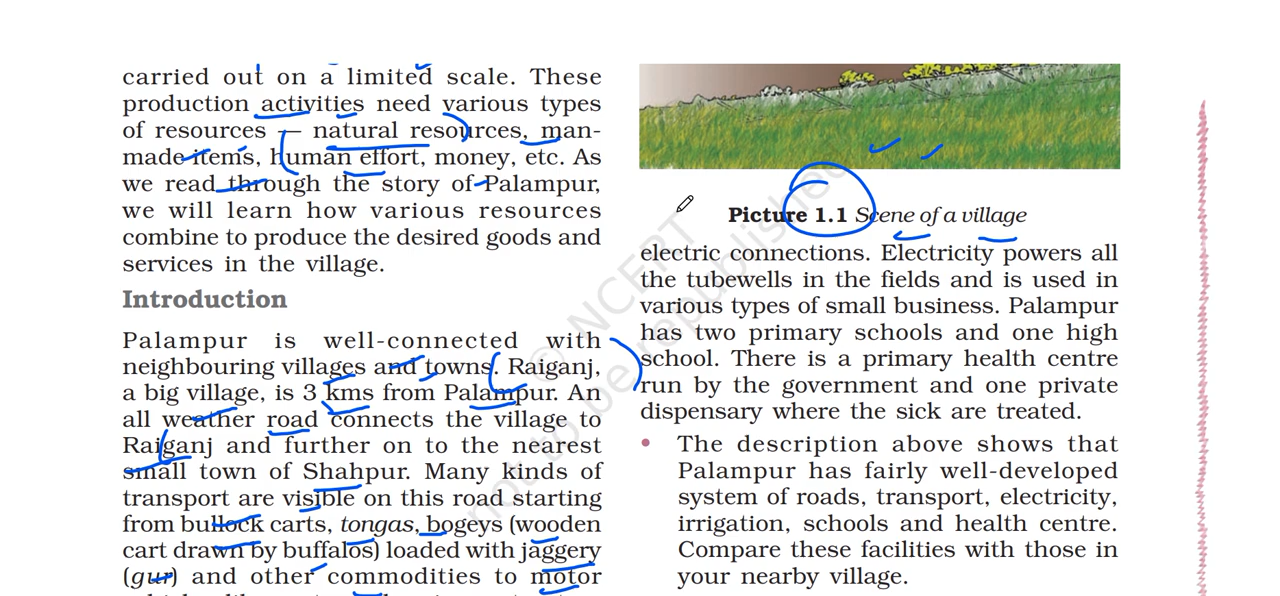 carried out on a limited scale. These
production activities need various types
of resources — natural resources, man-
made items, human effort, money, etc. As
we read through the story of Palampur,
we will learn how various resources
combine to produce the desired goods and
services in the village.
Introduction
Palampur is well-connected with
neighbouring villages and towns. Raiganj,
a big village, is 3 kms from Palampur. An
all weather road connects the village to
Raiganj and further on to the nearest
small town of Shahpur. Many kinds of
transport are visible on this road starting
from bullock carts, tongas, bogeys (wooden
cart drawn by buffalos) loaded with jaggery
(gur) and other commodities to motor
Picture 1.1 Scene of a village
electric connections. Electricity powers all
the tubewells in the fields and is used in
various types of small business. Palampur
has two primary schools and one high
school. There is a primary health centre
run by the government and one private
dispensary where the sick are treated.
• The description above shows that
Palampur has fairly well-developed
system of roads, transport, electricity,
irrigation, schools and health centre.
Compare these facilities with those in
your nearby village.
© NCERT
not to be republished